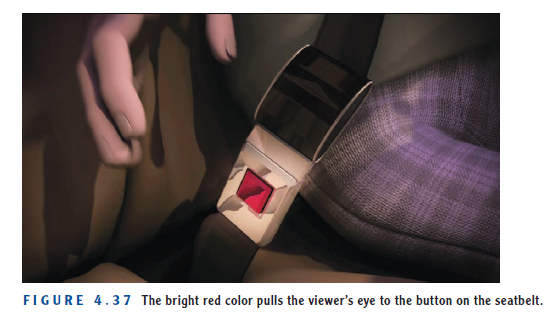 FIGURE 4.37 The bright red color pulls the viewer's eye to the button on the seatbelt.